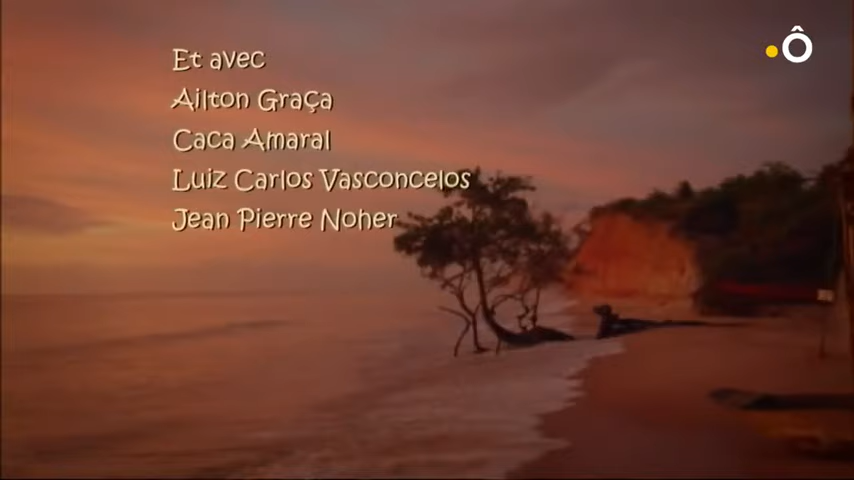 Et avec
Ailton Graça
Caca Amaral
Luiz Carlos Vasconcelos
Jean Pierre Noher
Ô